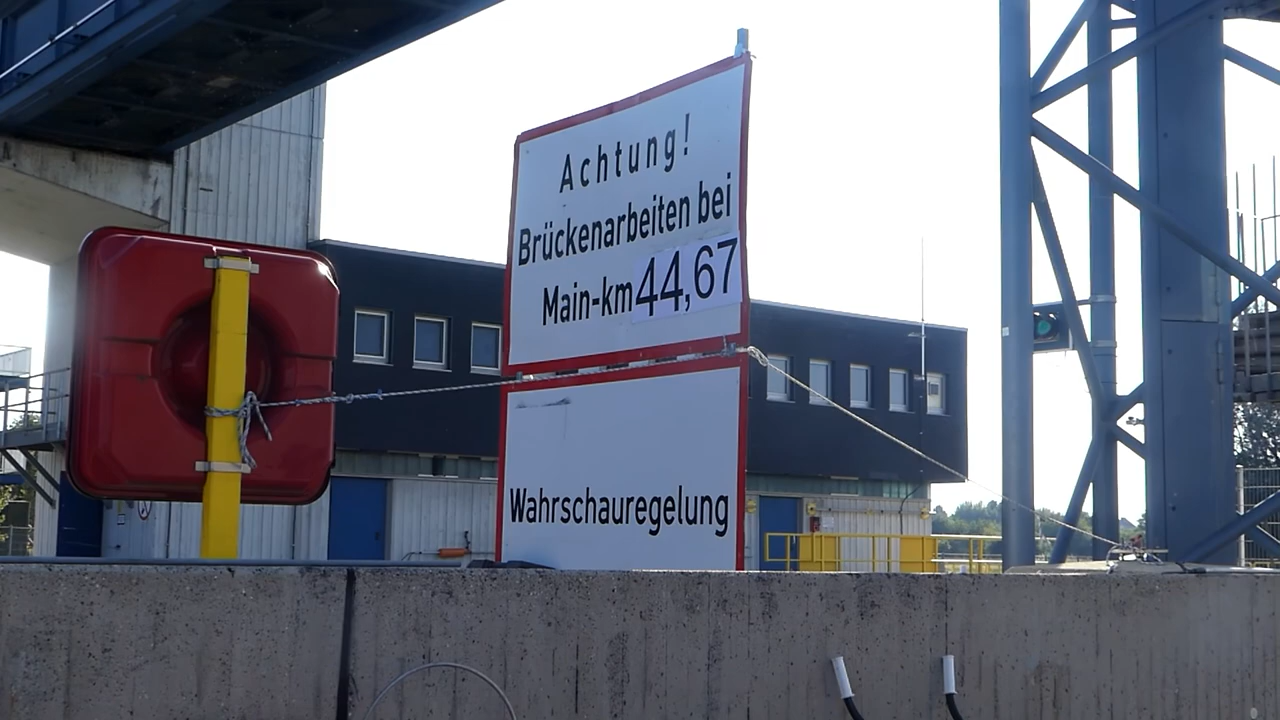 Achtung!
Brückenarbeiten bei
Main-km 44,67
Wahrschauregelung